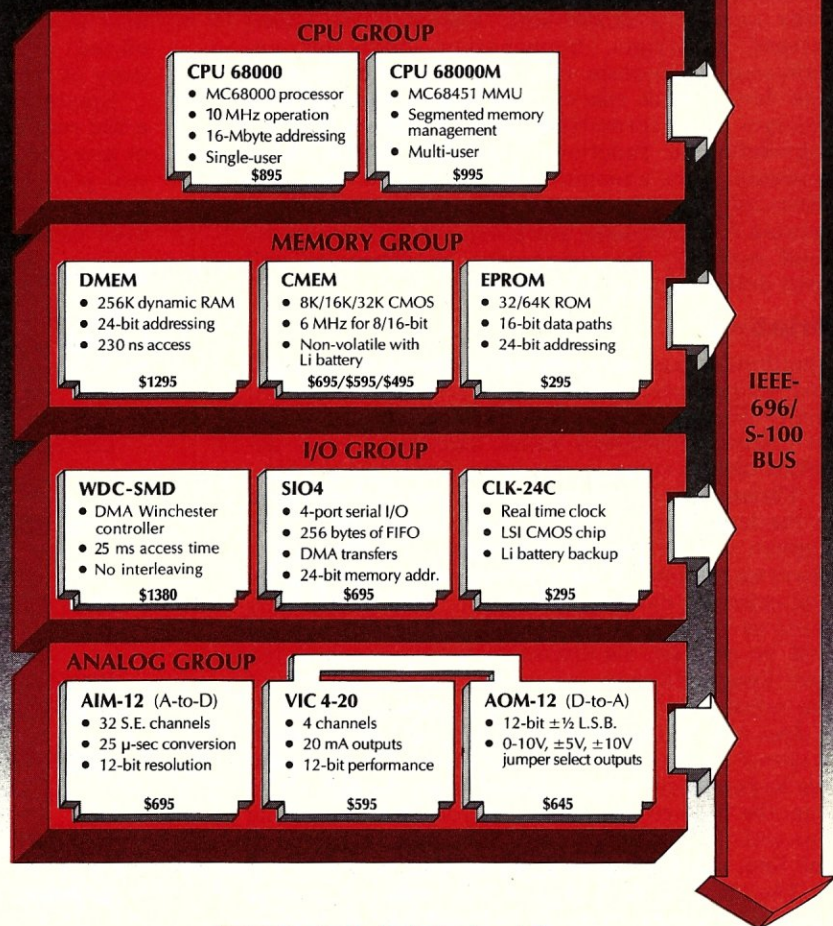 CPU GROUP
CPU 68000
• MC68000 processor
• 10 MHz operation
• 16-Mbyte addressing
• Single-user
$895
CPU 68000M
• MC68451 MMU
• Segmented memory
management
• Multi-user
$995
MEMORY GROUP
DMEM
• 256K dynamic RAM
• 24-bit addressing
• 230 ns access
$1295
CMEM
• 8K/16K/32K CMOS
• 6 MHz for 8/16-bit
• Non-volatile with
Li battery
$695/$595/$495
EPROM
• 32/64K ROM
• 16-bit data paths
• 24-bit addressing
$295
I/O GROUP
WDC-SMD
• DMA Winchester
controller
• 25 ms access time
• No interleaving
$1380
SIO4
• 4-port serial I/O
• 256 bytes of FIFO
• DMA transfers
• 24-bit memory addr.
$695
CLK-24C
• Real time clock
• LSI CMOS chip
• Li battery backup
$295
ANALOG GROUP
AIM-12 (A-to-D)
• 32 S.E. channels
• 25 μ-sec conversion
• 12-bit resolution
$695
VIC 4-20
• 4 channels
• 20 mA outputs
• 12-bit performance
$595
AOM-12 (D-to-A)
• 12-bit ±½ L.S.B.
• 0-10V, ±5V, ±10V
jumper select outputs
$645
IEEE-
696/
S-100
BUS